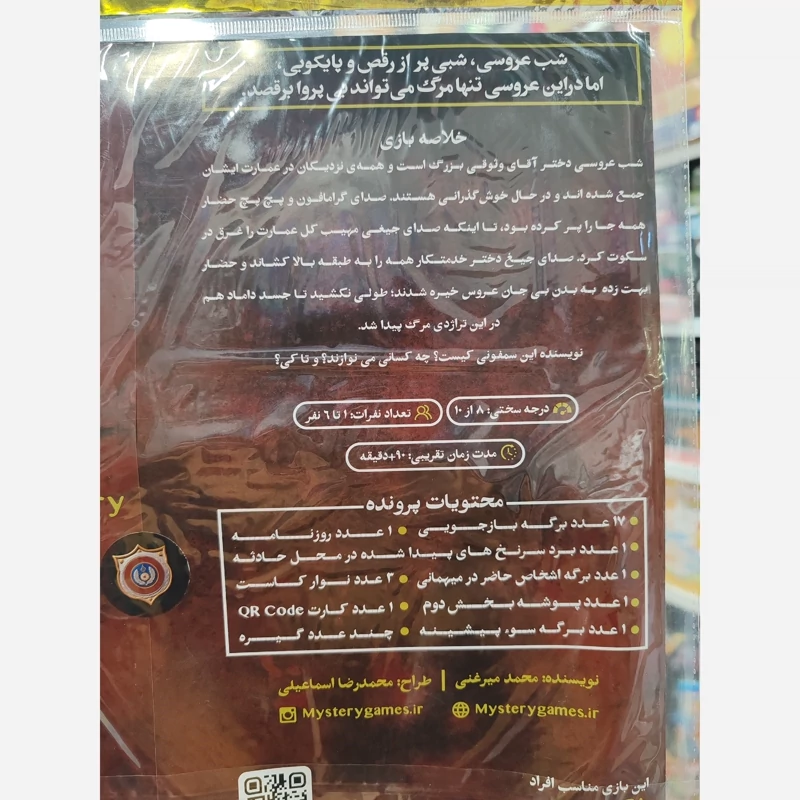 شب عروسی، شبی پر از رقص و پایکوبی،
اما دراین عروسی تنها مرگ می تواند بی پروا برقصد.
خلاصه بازی
شب عروسی دختر آقای وثوقی بزرگ است و همه‌ی نزدیکان در عمارت ایشان
جمع شده اند و در حال خوش‌گذرانی هستند. صدای گرامافون و پچ پچ حضار
همه جا را پر کرده بود، تا اینکه صدای جیغی مهیب کل عمارت را غرق در
سکوت کرد. صدای جیغ دختر خدمتکار همه را به طبقه بالا کشاند و حضار
بهت زده به بدن بی جان عروس خیره شدند؛ طولی نکشید تا جسد داماد هم
در این تراژدی مرگ پیدا شد.
نویسنده این سمفونی کیست؟ چه کسانی می نوازند؟ و تا کی؟
درجه سختی: ۸ از ۱۰ تعداد نفرات: ۱ تا ۶ نفر
مدت زمان تقریبی: ۹۰+دقیقه
محتویات پرونده
۱۷ عدد برگه بازجویی ۱ عدد روزنامه
۱ عدد برد سرنخ های پیدا شده در محل حادثه
۱ عدد برگه اشخاص حاضر در میهمانی ۳ عدد نوار کاست
۱ عدد پوشه بخش دوم ۱ عدد کارت QR Code
۱ عدد برگه سوء پیشینه چند عدد گیره
نویسنده: محمد میرغنی | طراح: محمدرضا اسماعیلی
Mysterygames.ir Mysterygames.ir
این بازی مناسب افراد